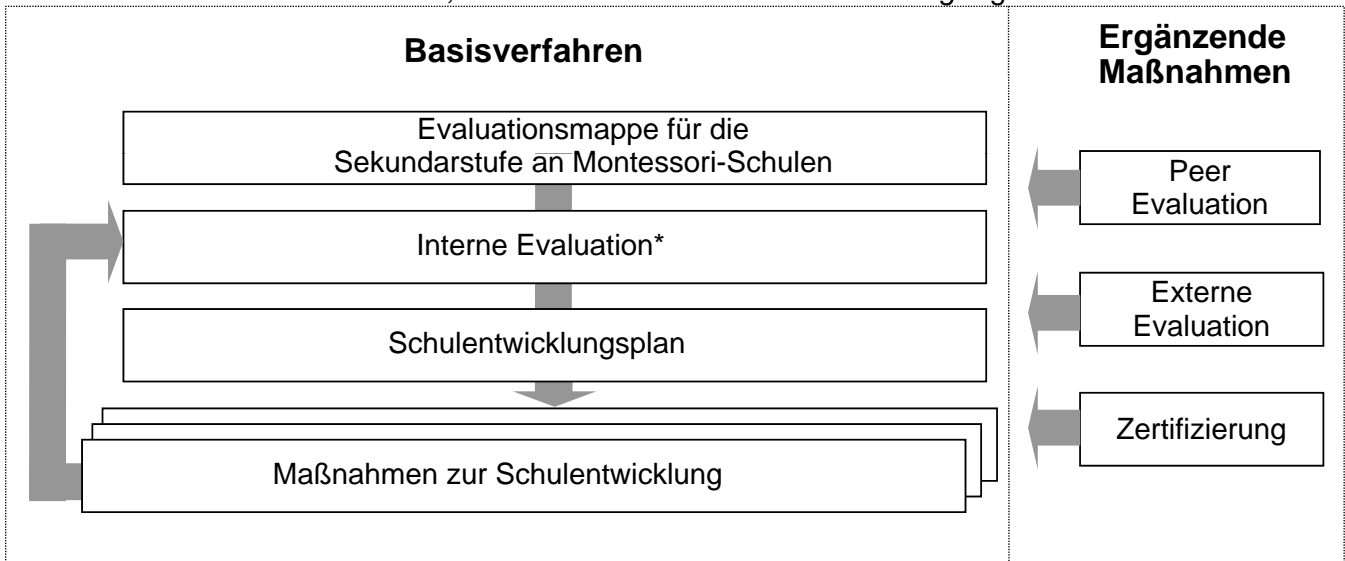 Basisverfahren
Evaluationsmappe für die
Sekundarstufe an Montessori-Schulen
Interne Evaluation*
Schulentwicklungsplan
Maßnahmen zur Schulentwicklung
Ergänzende
Maßnahmen
Peer
Evaluation
Externe
Evaluation
Zertifizierung